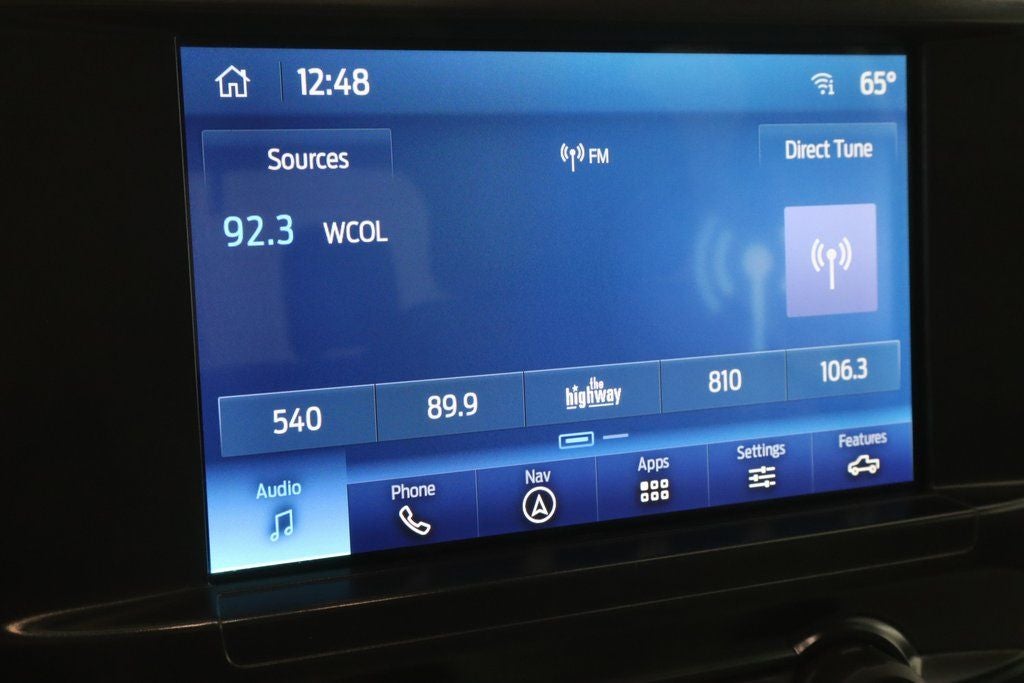 12:48 65°
Sources FM Direct Tune
92.3 WCOL
540 89.9 the highway 810 106.3
Audio Phone Nav Apps Settings Features